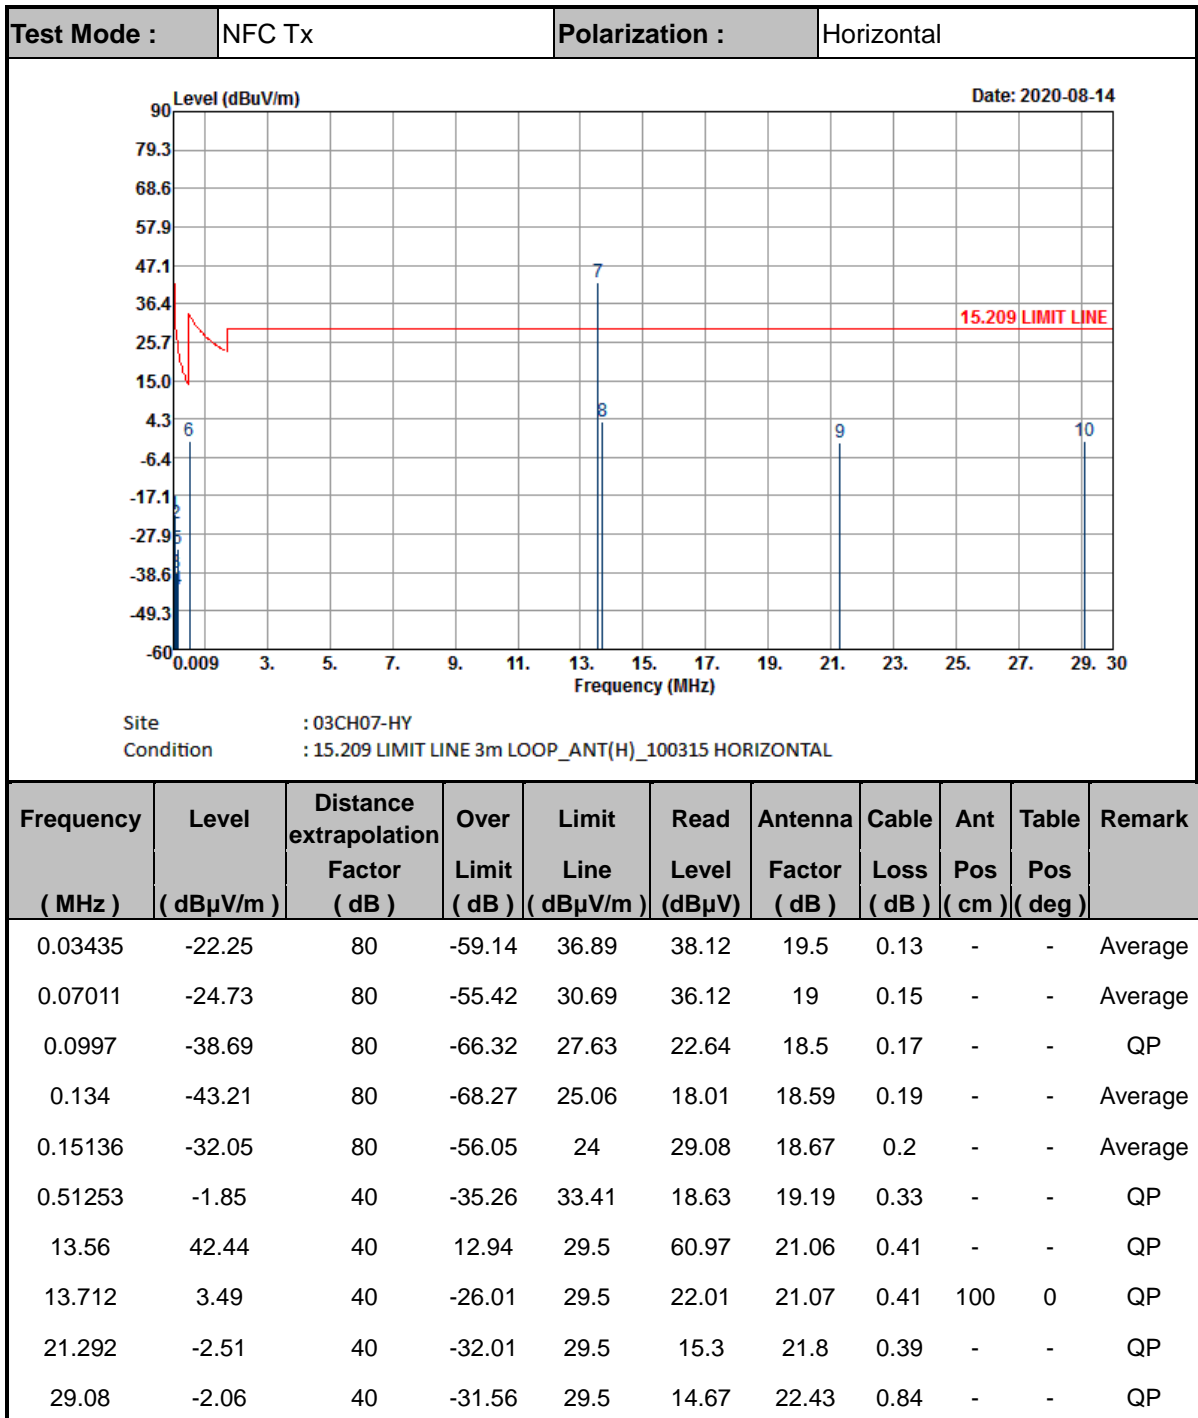 Test Mode : NFC Tx Polarization : Horizontal
Level (dBuV/m) Date: 2020-08-14
90
79.3
68.6
57.9
47.1
36.4
25.7
15.0
4.3
-6.4
-17.1
-27.9
-38.6
-49.3
-60
15.209 LIMIT LINE
7
8
6
9
10
2
5
0.009 3. 5. 7. 9. 11. 13. 15. 17. 19. 21. 23. 25. 27. 29. 30
Frequency (MHz)
Site : 03CH07-HY
Condition : 15.209 LIMIT LINE 3m LOOP_ANT(H)_100315 HORIZONTAL
Frequency Level Distance extrapolation Over Limit Read Antenna Cable Ant Table Remark
Factor Limit Line Level Factor Loss Pos Pos
( MHz ) ( dBµV/m ) ( dB ) ( dB ) ( dBµV/m ) (dBµV) ( dB ) ( dB ) ( cm ) ( deg )
0.03435 -22.25 80 -59.14 36.89 38.12 19.5 0.13 - - Average
0.07011 -24.73 80 -55.42 30.69 36.12 19 0.15 - - Average
0.0997 -38.69 80 -66.32 27.63 22.64 18.5 0.17 - - QP
0.134 -43.21 80 -68.27 25.06 18.01 18.59 0.19 - - Average
0.15136 -32.05 80 -56.05 24 29.08 18.67 0.2 - - Average
0.51253 -1.85 40 -35.26 33.41 18.63 19.19 0.33 - - QP
13.56 42.44 40 12.94 29.5 60.97 21.06 0.41 - - QP
13.712 3.49 40 -26.01 29.5 22.01 21.07 0.41 100 0 QP
21.292 -2.51 40 -32.01 29.5 15.3 21.8 0.39 - - QP
29.08 -2.06 40 -31.56 29.5 14.67 22.43 0.84 - - QP